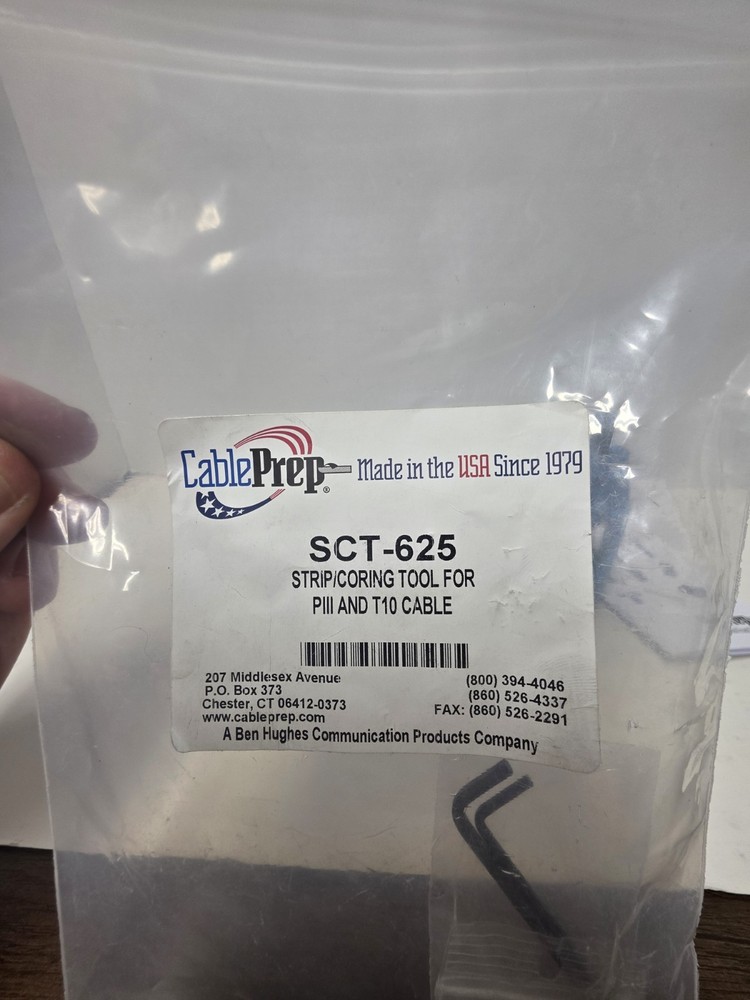 CablePrep® Made in the USA Since 1979
SCT-625
STRIP/CORING TOOL FOR
PIII AND T10 CABLE
207 Middlesex Avenue
P.O. Box 373
Chester, CT 06412-0373
www.cableprep.com
(800) 394-4046
(860) 526-4337
FAX: (860) 526-2291
A Ben Hughes Communication Products Company